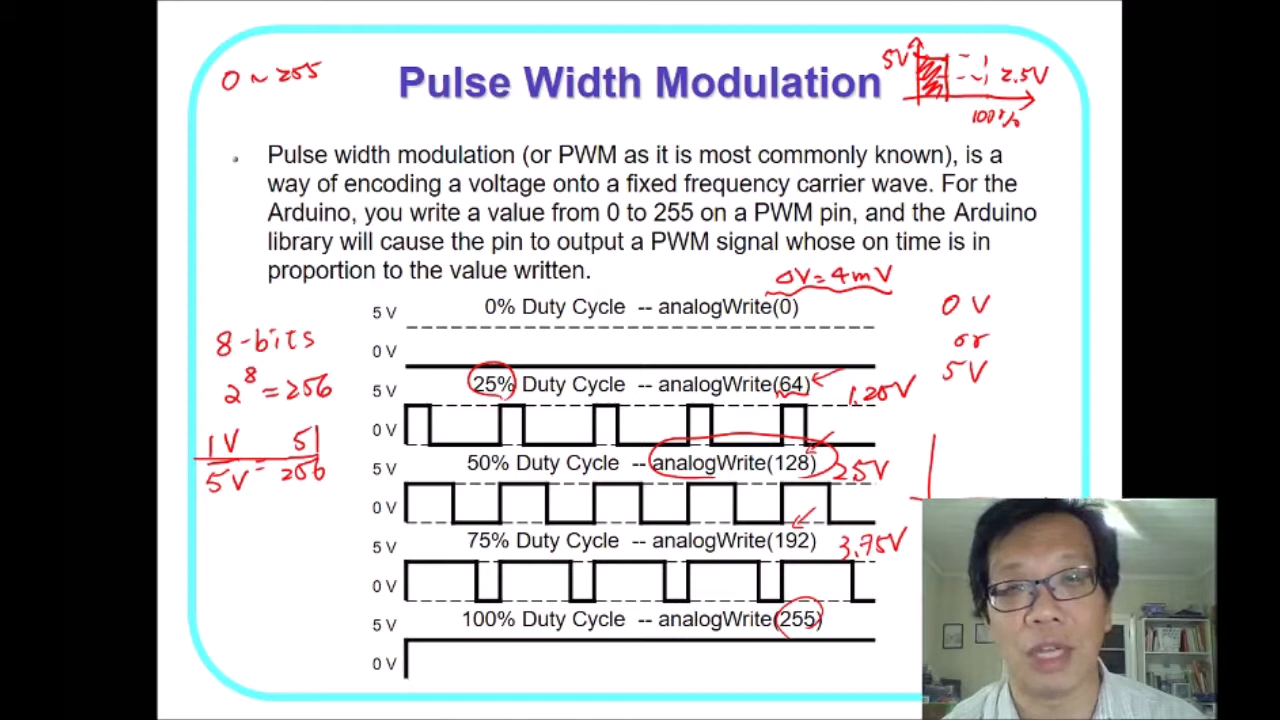 0 ~ 255
Pulse Width Modulation
5V
2.5V
100%
Pulse width modulation (or PWM as it is most commonly known), is a
way of encoding a voltage onto a fixed frequency carrier wave. For the
Arduino, you write a value from 0 to 255 on a PWM pin, and the Arduino
library will cause the pin to output a PWM signal whose on time is in
proportion to the value written.
ΔV=4mV
5 V
0% Duty Cycle -- analogWrite(0)
0 V
0 V
or
5V
8-bits
2^8 = 256
1V 51
5V = 256
5 V
25% Duty Cycle -- analogWrite(64)
1.25V
0 V
5 V
50% Duty Cycle -- analogWrite(128)
2.5V
0 V
5 V
75% Duty Cycle -- analogWrite(192)
3.75V
0 V
5 V
100% Duty Cycle -- analogWrite(255)
0 V